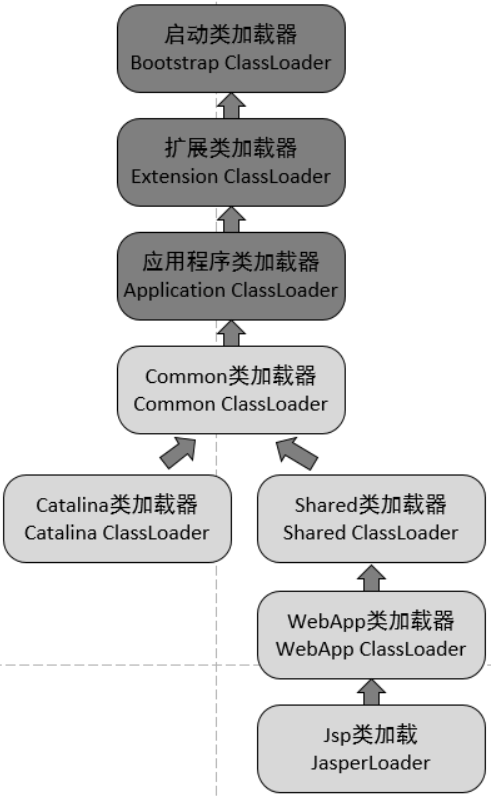 启动类加载器
Bootstrap ClassLoader
扩展类加载器
Extension ClassLoader
应用程序类加载器
Application ClassLoader
Common类加载器
Common ClassLoader
Catalina类加载器
Catalina ClassLoader
Shared类加载器
Shared ClassLoader
WebApp类加载器
WebApp ClassLoader
Jsp类加载
JasperLoader